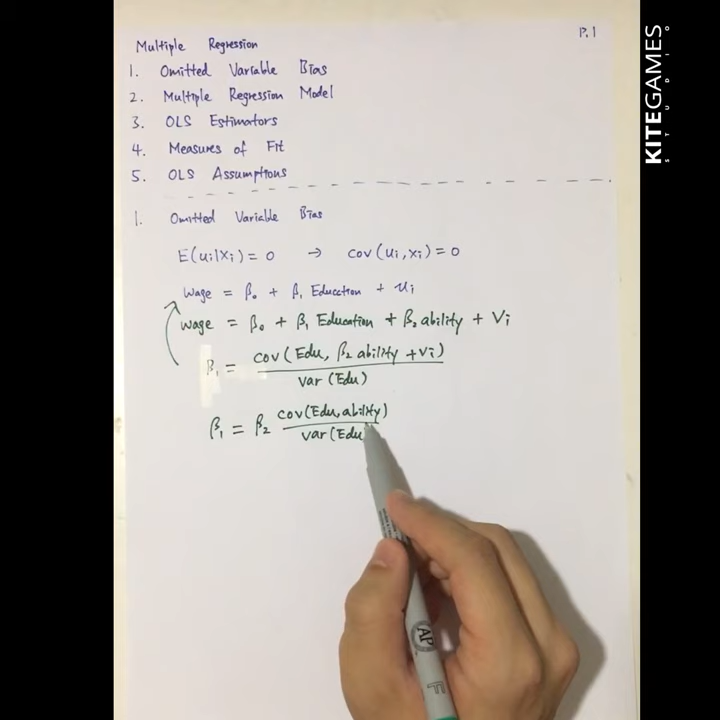 P.1
Multiple Regression
1. Omitted Variable Bias
2. Multiple Regression Model
3. OLS Estimators
4. Measures of Fit
5. OLS Assumptions
1. Omitted Variable Bias
E(ui|xi) = 0 → cov(ui, xi) = 0
wage = β₀ + β₁ Education + ui
wage = β₀ + β₁ Education + β₂ ability + Vi
β₁ = cov(Edu, β₂ ability + Vi)
var (Edu)
β₁ = β₂ cov(Edu, ability)
var (Edu
KITEGAMES
STUDIO
AP
F